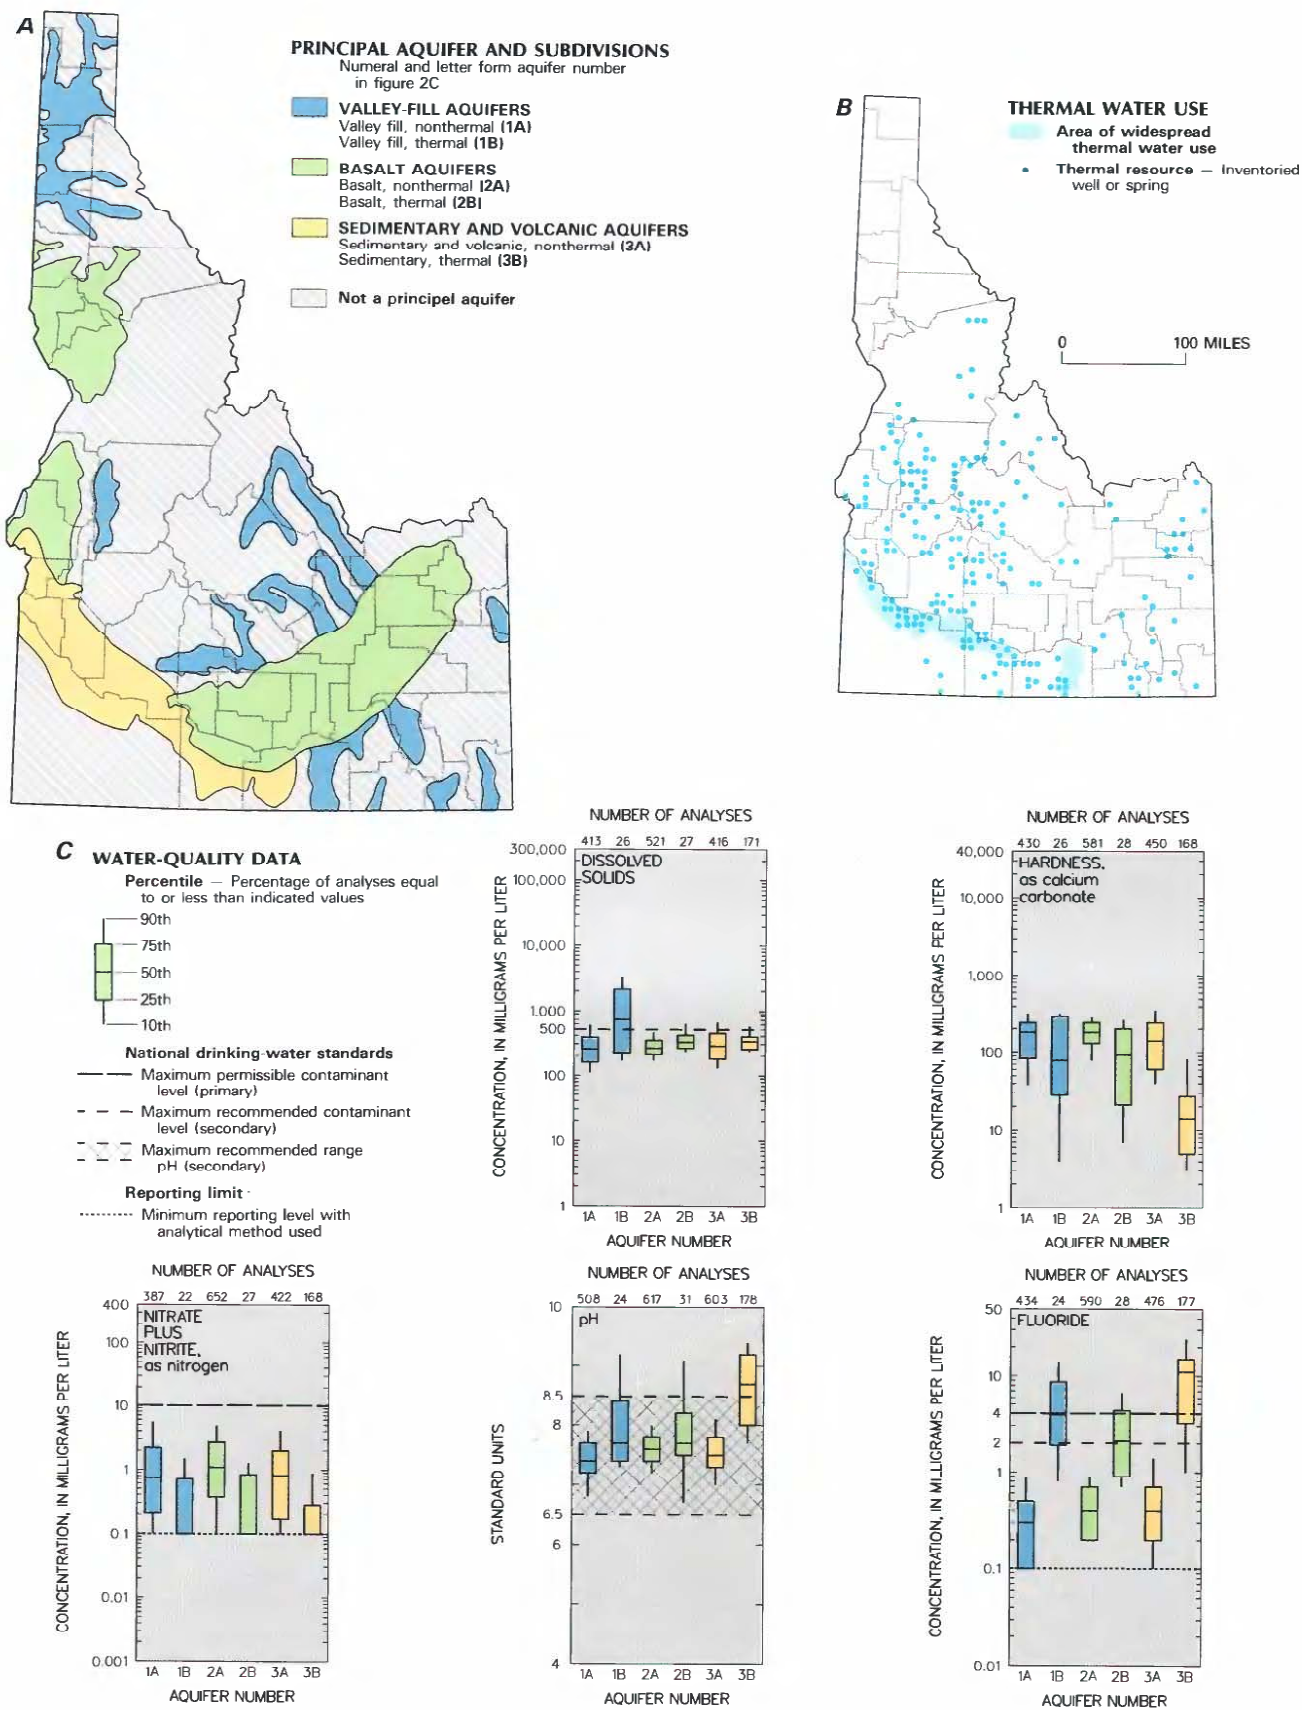 A
PRINCIPAL AQUIFER AND SUBDIVISIONS
Numeral and letter form aquifer number
in figure 2C
VALLEY-FILL AQUIFERS
Valley fill, nonthermal (1A)
Valley fill, thermal (1B)
BASALT AQUIFERS
Basalt, nonthermal (2A)
Basalt, thermal (2B)
SEDIMENTARY AND VOLCANIC AQUIFERS
Sedimentary and volcanic, nonthermal (3A)
Sedimentary, thermal (3B)
Not a principel aquifer
B
THERMAL WATER USE
Area of widespread
thermal water use
Thermal resource — Inventoried
well or spring
0 100 MILES
C WATER-QUALITY DATA
Percentile — Percentage of analyses equal
to or less than indicated values
90th
75th
50th
25th
10th
National drinking-water standards
Maximum permissible contaminant
level (primary)
Maximum recommended contaminant
level (secondary)
Maximum recommended range
pH (secondary)
Reporting limit
Minimum reporting level with
analytical method used
NUMBER OF ANALYSES
413 26 521 27 416 171
DISSOLVED
SOLIDS
CONCENTRATION, IN MILLIGRAMS PER LITER
300,000
100,000
10,000
1,000
500
100
10
1
1A 1B 2A 2B 3A 3B
AQUIFER NUMBER
NUMBER OF ANALYSES
430 26 581 28 450 168
HARDNESS,
as calcium
carbonate
CONCENTRATION, IN MILLIGRAMS PER LITER
40,000
10,000
1,000
100
10
1
1A 1B 2A 2B 3A 3B
AQUIFER NUMBER
NUMBER OF ANALYSES
387 22 652 27 422 168
NITRATE
PLUS
NITRITE,
as nitrogen
CONCENTRATION, IN MILLIGRAMS PER LITER
400
100
10
1
0.1
0.01
0.001
1A 1B 2A 2B 3A 3B
AQUIFER NUMBER
NUMBER OF ANALYSES
508 24 617 31 603 178
pH
STANDARD UNITS
10
8.5
8
6.5
6
4
1A 1B 2A 2B 3A 3B
AQUIFER NUMBER
NUMBER OF ANALYSES
434 24 590 28 476 177
FLUORIDE
CONCENTRATION, IN MILLIGRAMS PER LITER
50
10
4
2
1
0.1
0.01
1A 1B 2A 2B 3A 3B
AQUIFER NUMBER